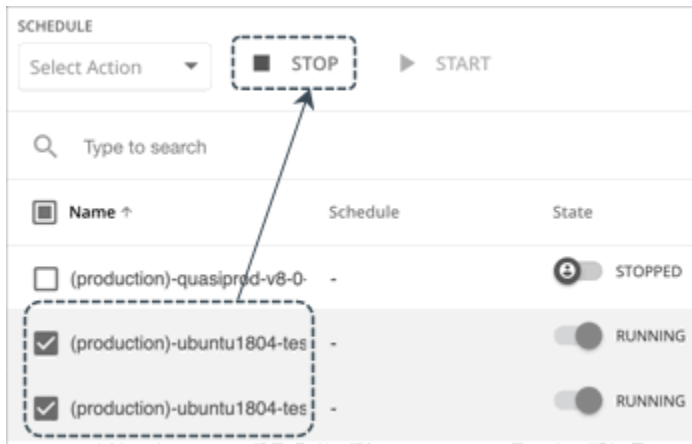 SCHEDULE
Select Action STOP START
Type to search
Name ↑ Schedule State
(production)-quasiprod-v8-0- - STOPPED
(production)-ubuntu1804-tes - RUNNING
(production)-ubuntu1804-tes - RUNNING